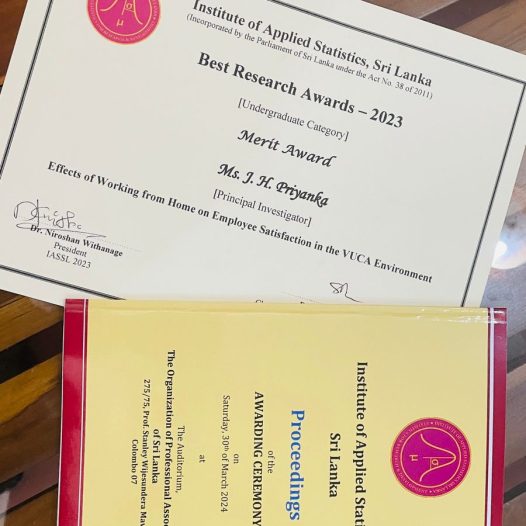 Institute of Applied Statistics, Sri Lanka
(Incorporated by the Parliament of Sri Lanka under the Act No. 38 of 2011)
Best Research Awards – 2023
[Undergraduate Category]
Merit Award
Ms. J. H. Priyanka
[Principal Investigator]
Effects of Working from Home on Employee Satisfaction in the VUCA Environment
Dr. Niroshan Withanage
President
IASSL 2023
Institute of Applied Stati
Sri Lanka
Proceedings
of the
AWARDING CEREMONY
on
Saturday, 30th of March 2024
at
The Auditorium,
The Organization of Professional Assoc
of Sri Lanka
275/75, Prof. Stanley Wijesundera Maw
Colombo 07